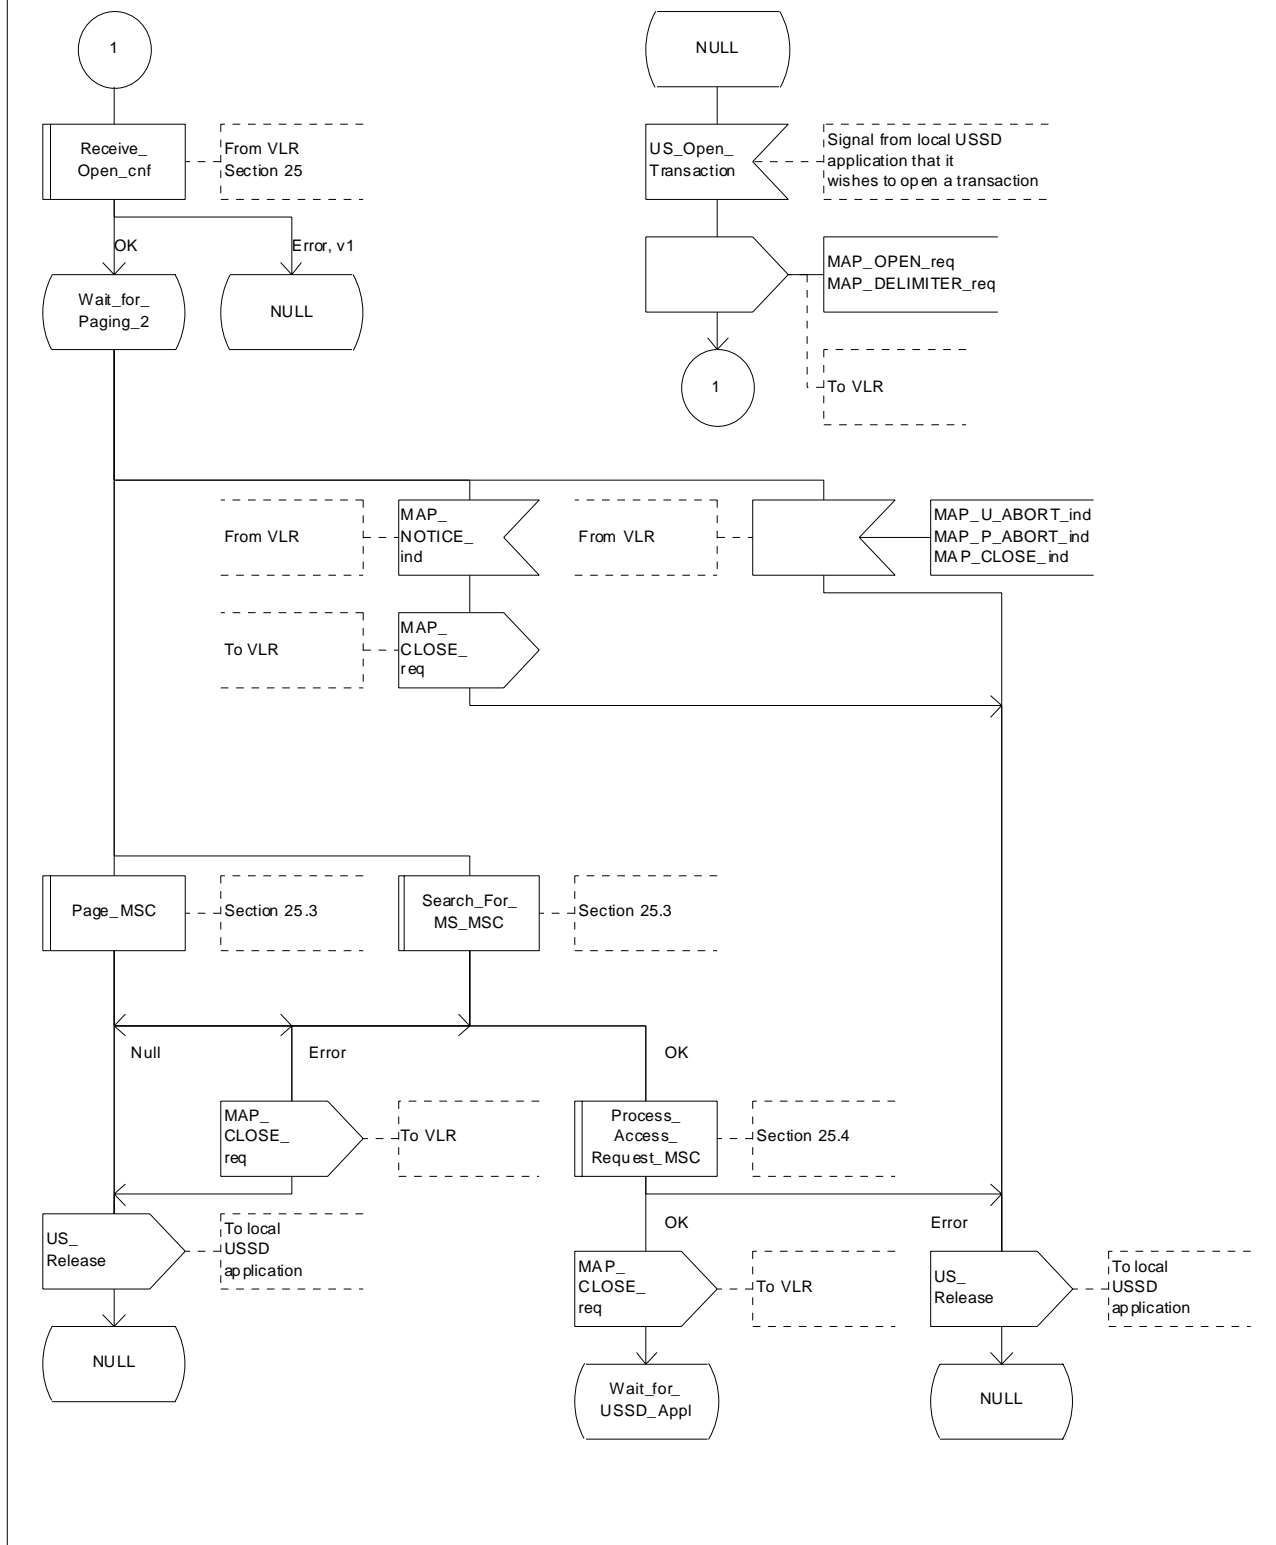 1
NULL
Receive_
Open_cnf
From VLR
Section 25
US_Open_
Transaction
Signal from local USSD
application that it
wishes to open a transaction
OK
Error, v1
MAP_OPEN_req
MAP_DELIMITER_req
Wait_for_
Paging_2
NULL
1
To VLR
From VLR
MAP_
NOTICE_
ind
From VLR
MAP_U_ABORT_ind
MAP_P_ABORT_ind
MAP_CLOSE_ind
To VLR
MAP_
CLOSE_
req
Page_MSC
Section 25.3
Search_For_
MS_MSC
Section 25.3
Null
Error
OK
MAP_
CLOSE_
req
To VLR
Process_
Access_
Request_MSC
Section 25.4
US_
Release
To local
USSD
application
OK
Error
MAP_
CLOSE_
req
To VLR
US_
Release
To local
USSD
application
NULL
Wait_for_
USSD_Appl
NULL